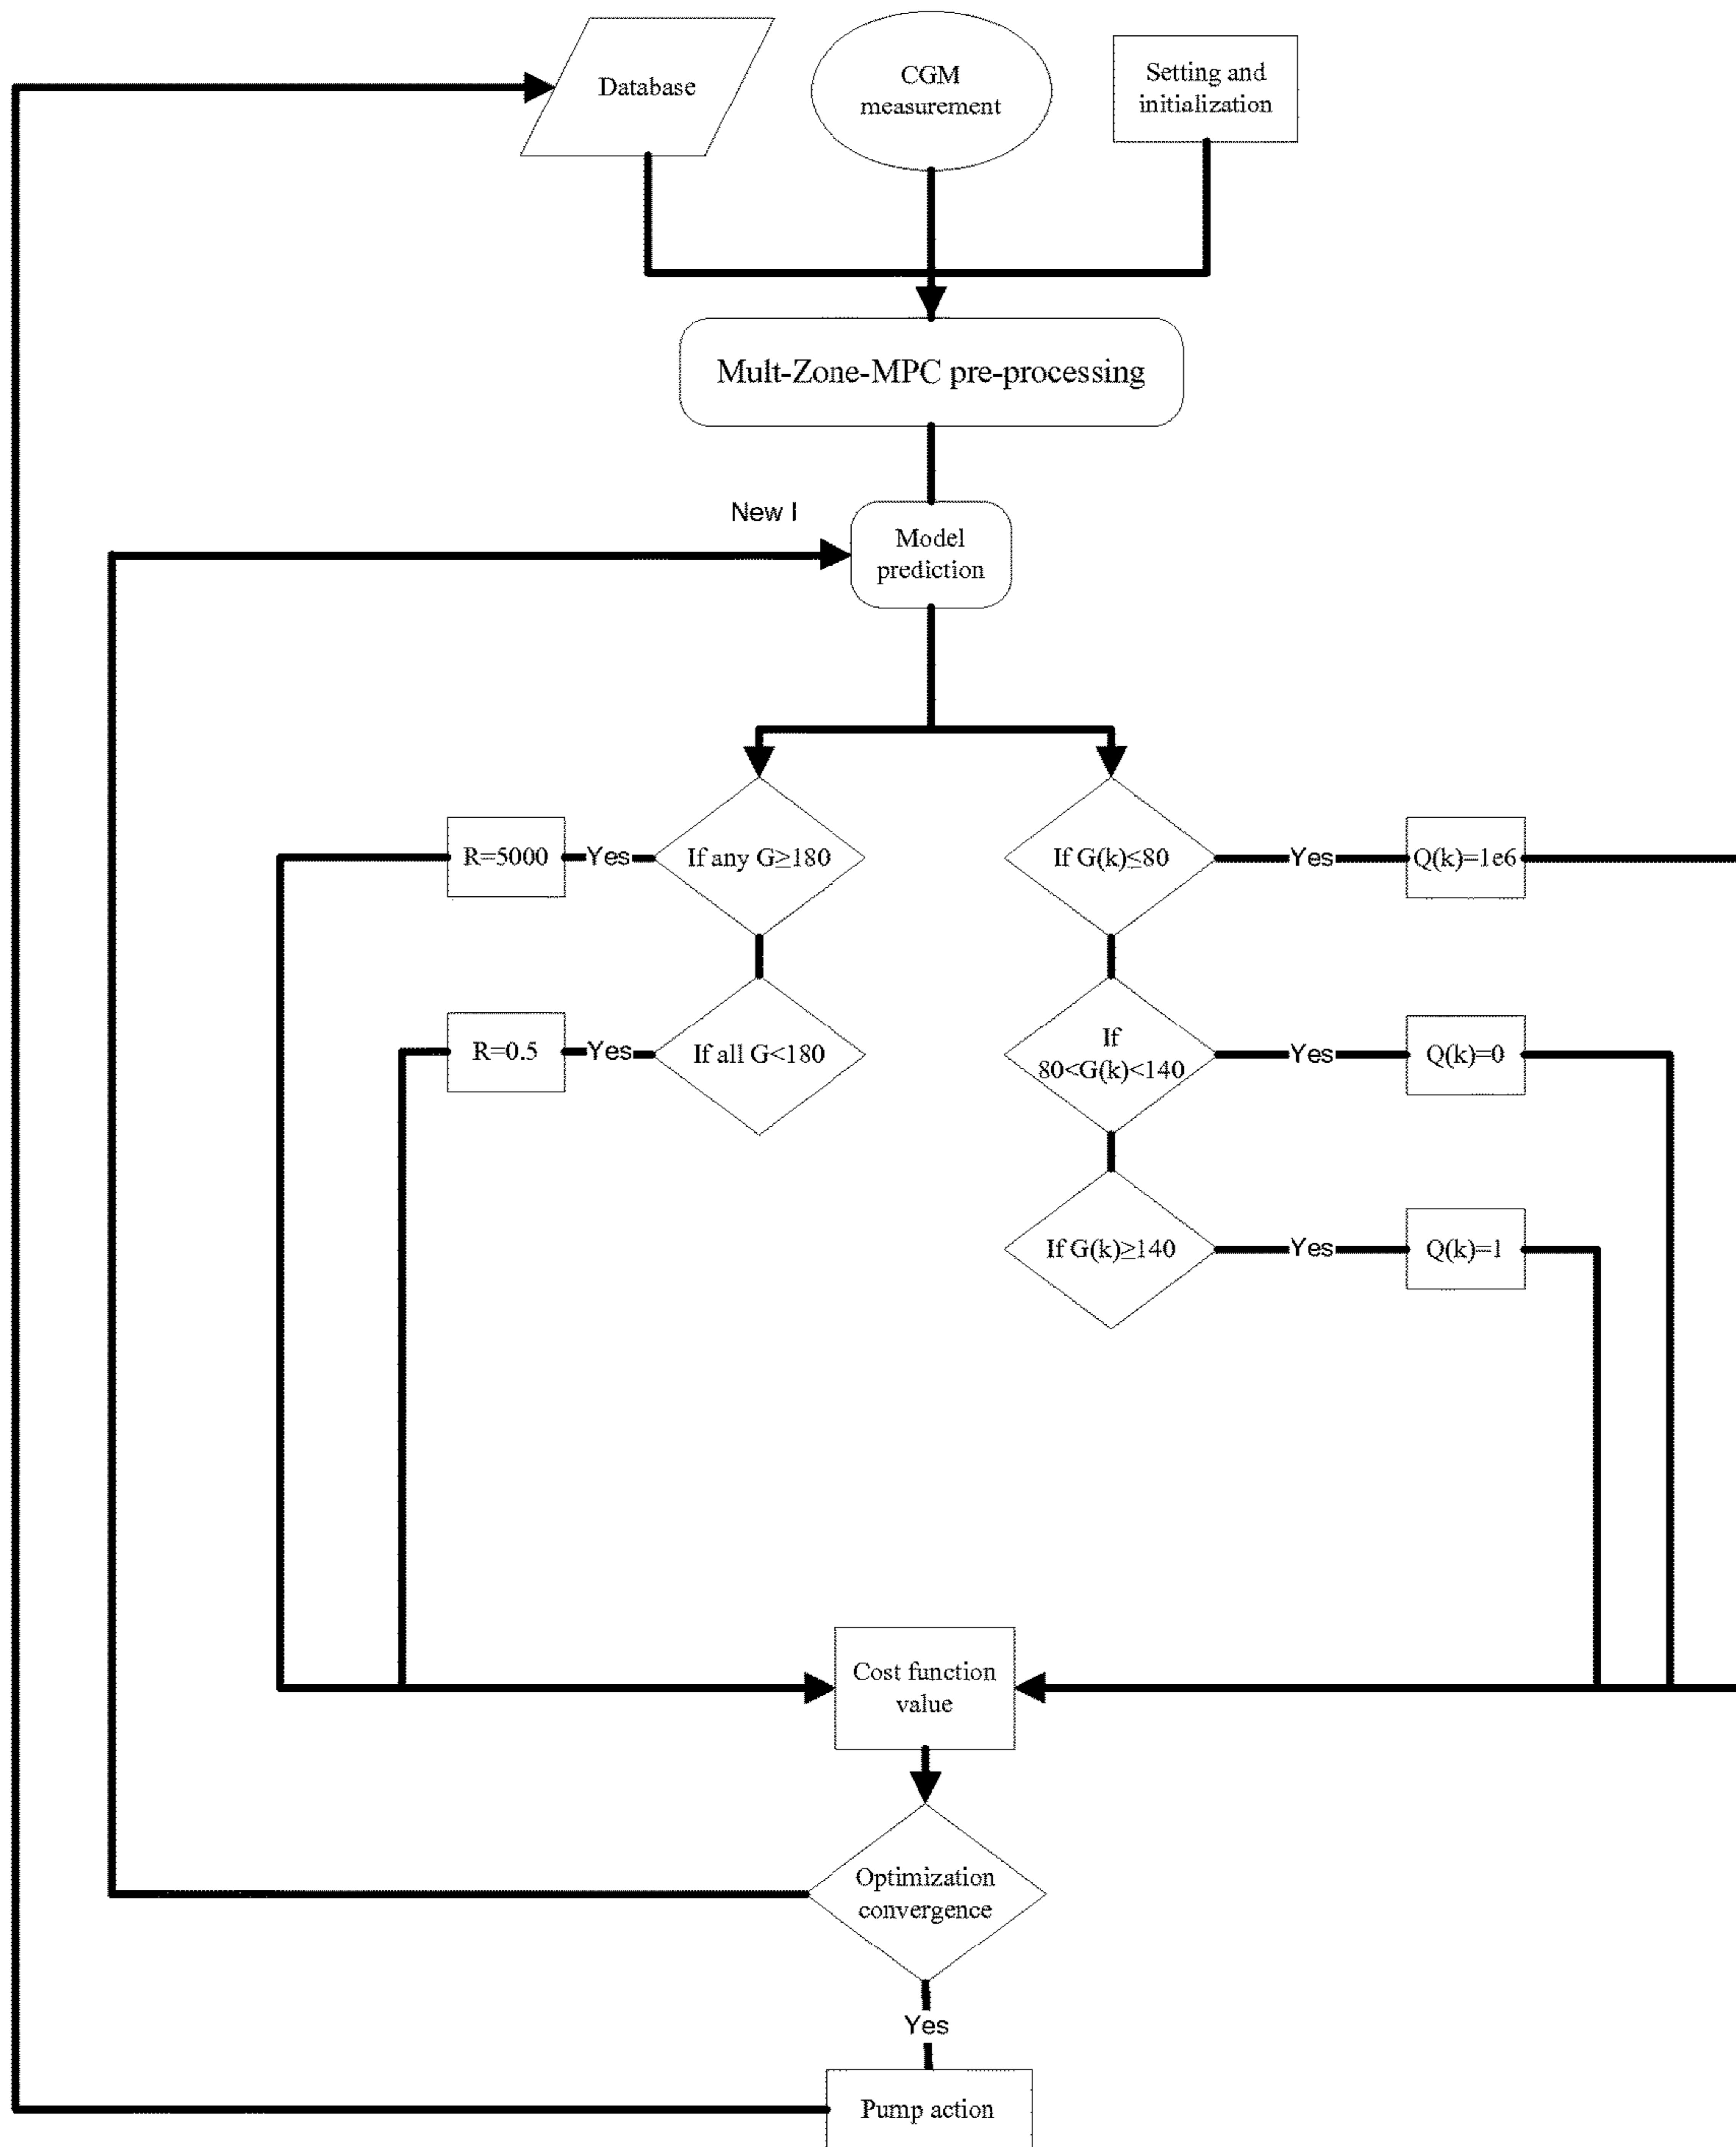 Database
CGM
measurement
Setting and
initialization
Mult-Zone-MPC pre-processing
New I
Model
prediction
R=5000
Yes
If any G≥180
If G(k)≤80
Yes
Q(k)=1e6
R=0.5
Yes
If all G<180
If
80<G(k)<140
Yes
Q(k)=0
If G(k)≥140
Yes
Q(k)=1
Cost function
value
Optimization
convergence
Yes
Pump action